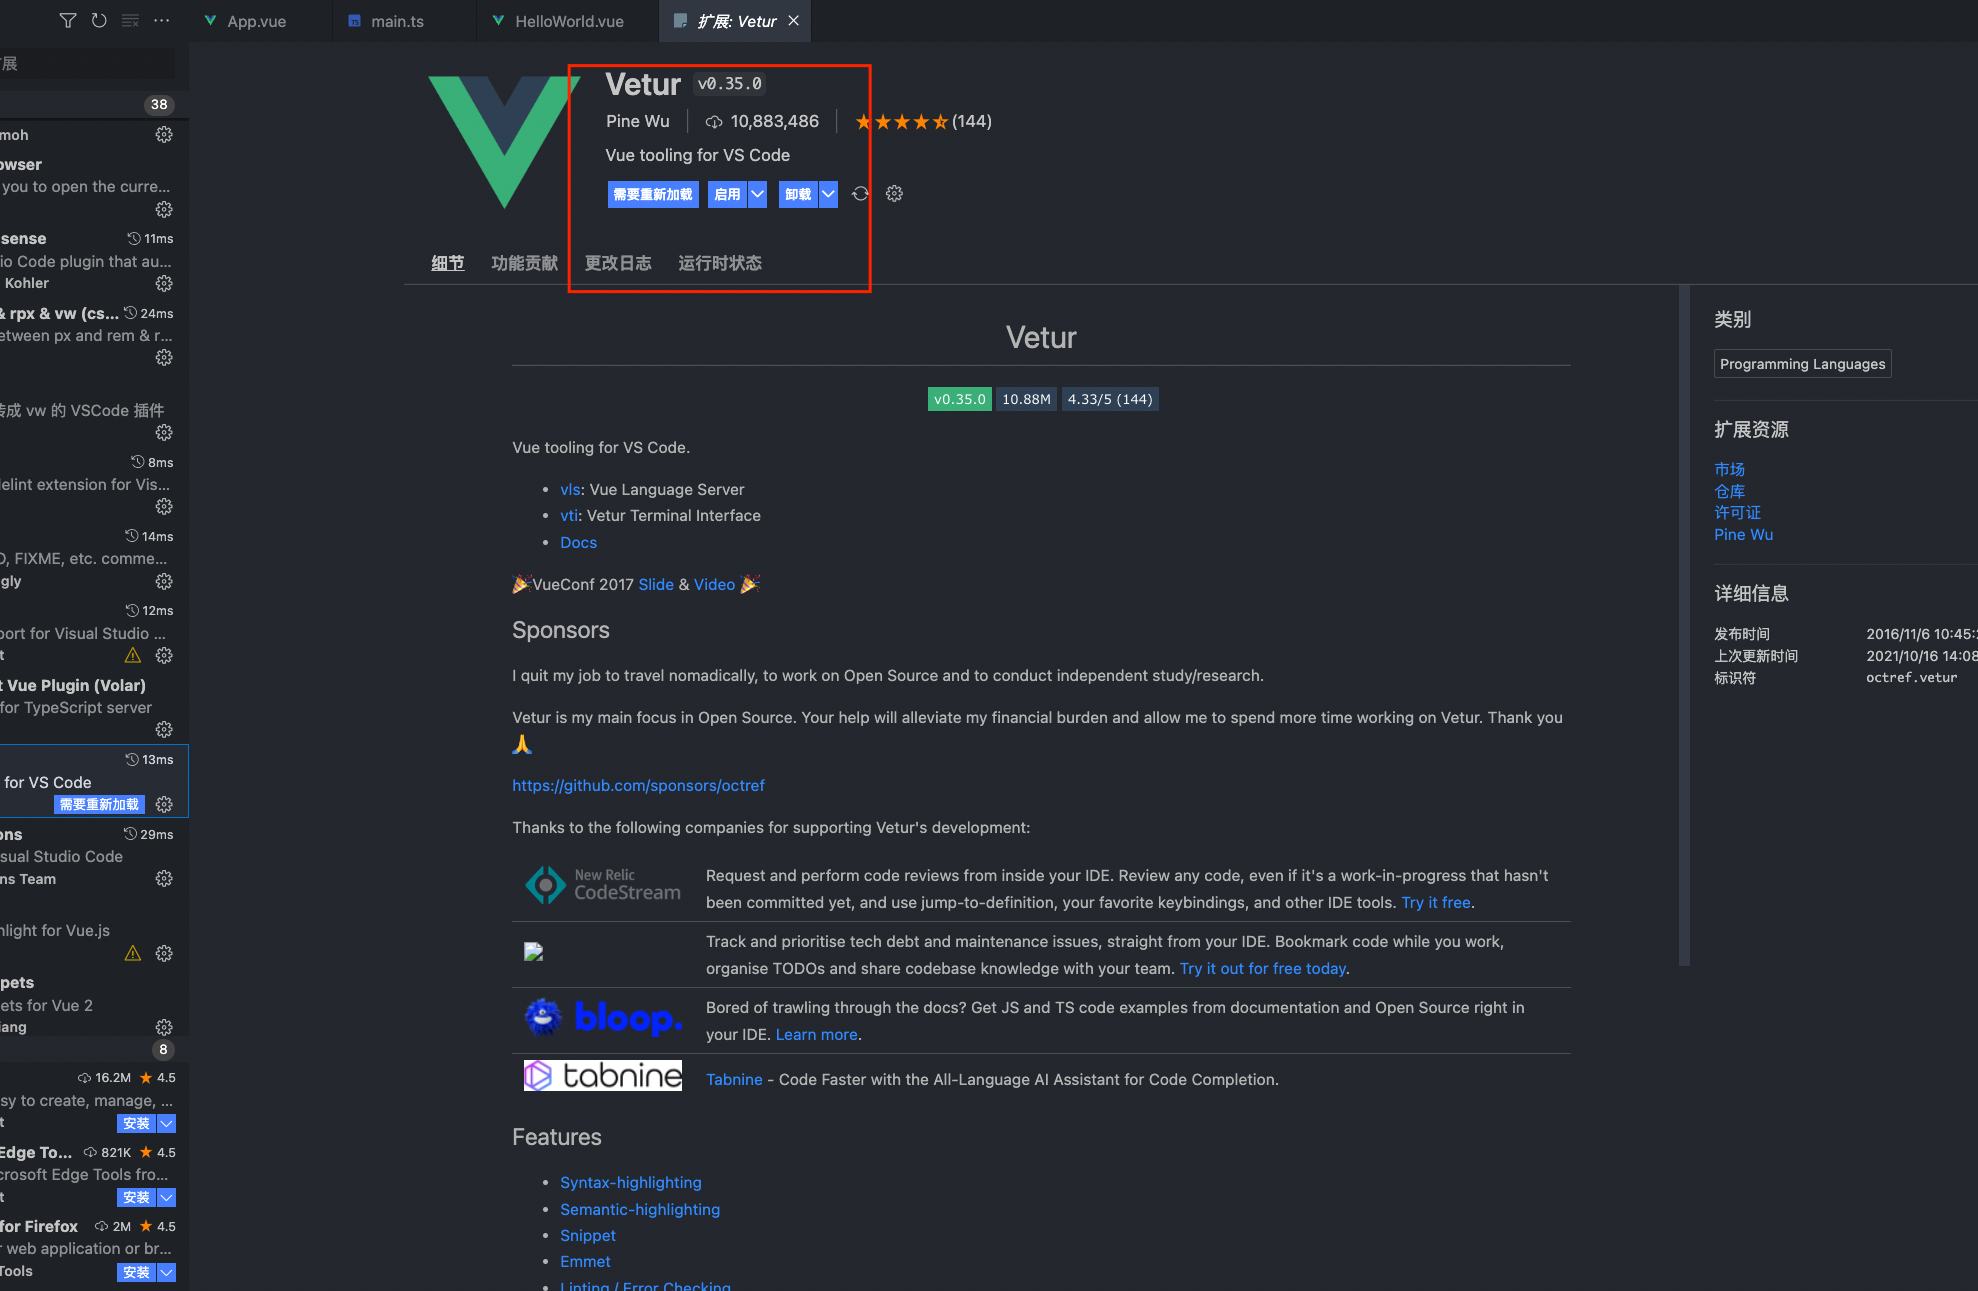 App.vue
main.ts
HelloWorld.vue
扩展: Vetur
展
38
moh
owser
you to open the curre...
sense
11ms
io Code plugin that au...
Kohler
& rpx & vw (cs...
24ms
etween px and rem & r...
转成 vw 的 VSCode 插件
8ms
lelint extension for Vis...
14ms
O, FIXME, etc. comme...
gly
12ms
port for Visual Studio ...
t
t Vue Plugin (Volar)
for TypeScript server
13ms
for VS Code
需要重新加载
ons
29ms
sual Studio Code
ns Team
hlight for Vue.js
pets
ets for Vue 2
iang
8
16.2M
4.5
sy to create, manage, ...
t
安装
Edge To...
821K
4.5
crosoft Edge Tools fro...
t
安装
for Firefox
2M
4.5
r web application or br...
Tools
安装
Vetur
v0.35.0
Pine Wu
10,883,486
(144)
Vue tooling for VS Code
需要重新加载
启用
卸载
细节
功能贡献
更改日志
运行时状态
Vetur
v0.35.0
10.88M
4.33/5 (144)
Vue tooling for VS Code.
• vls: Vue Language Server
• vti: Vetur Terminal Interface
• Docs
🎉VueConf 2017 Slide & Video 🎉
Sponsors
I quit my job to travel nomadically, to work on Open Source and to conduct independent study/research.
Vetur is my main focus in Open Source. Your help will alleviate my financial burden and allow me to spend more time working on Vetur. Thank you
🙏
https://github.com/sponsors/octref
Thanks to the following companies for supporting Vetur's development:
New Relic
CodeStream
Request and perform code reviews from inside your IDE. Review any code, even if it's a work-in-progress that hasn't
been committed yet, and use jump-to-definition, your favorite keybindings, and other IDE tools. Try it free.
Track and prioritise tech debt and maintenance issues, straight from your IDE. Bookmark code while you work,
organise TODOs and share codebase knowledge with your team. Try it out for free today.
bloop.
Bored of trawling through the docs? Get JS and TS code examples from documentation and Open Source right in
your IDE. Learn more.
tabnine
Tabnine - Code Faster with the All-Language AI Assistant for Code Completion.
Features
• Syntax-highlighting
• Semantic-highlighting
• Snippet
• Emmet
• Linting / Error Checking
类别
Programming Languages
扩展资源
市场
仓库
许可证
Pine Wu
详细信息
发布时间
2016/11/6 10:45:
上次更新时间
2021/10/16 14:08
标识符
octref.vetur